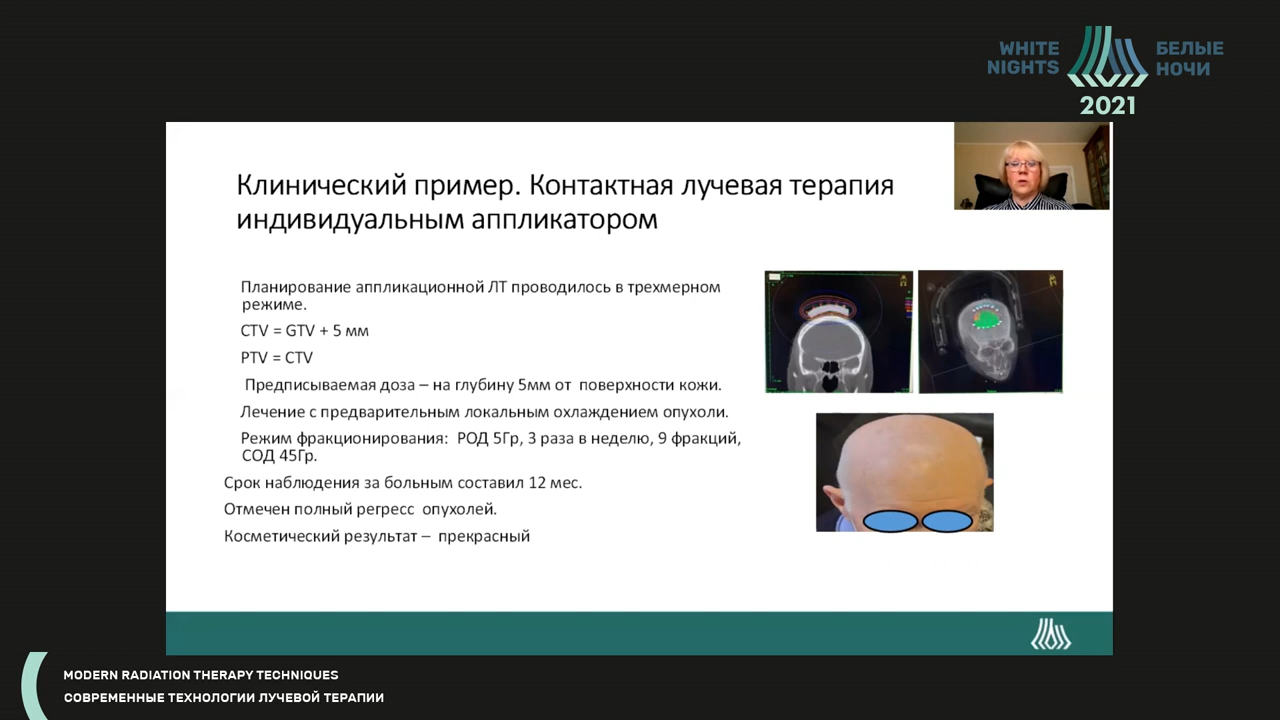 WHITE
NIGHTS
БЕЛЫЕ
НОЧИ
2021
Клинический пример. Контактная лучевая терапия
индивидуальным аппликатором
Планирование аппликационной ЛТ проводилось в трехмерном
режиме.
CTV = GTV + 5 мм
PTV = CTV
Предписываемая доза – на глубину 5мм от поверхности кожи.
Лечение с предварительным локальным охлаждением опухоли.
Режим фракционирования: РОД 5Гр, 3 раза в неделю, 9 фракций,
СОД 45Гр.
Срок наблюдения за больным составил 12 мес.
Отмечен полный регресс опухолей.
Косметический результат – прекрасный
MODERN RADIATION THERAPY TECHNIQUES
СОВРЕМЕННЫЕ ТЕХНОЛОГИИ ЛУЧЕВОЙ ТЕРАПИИ